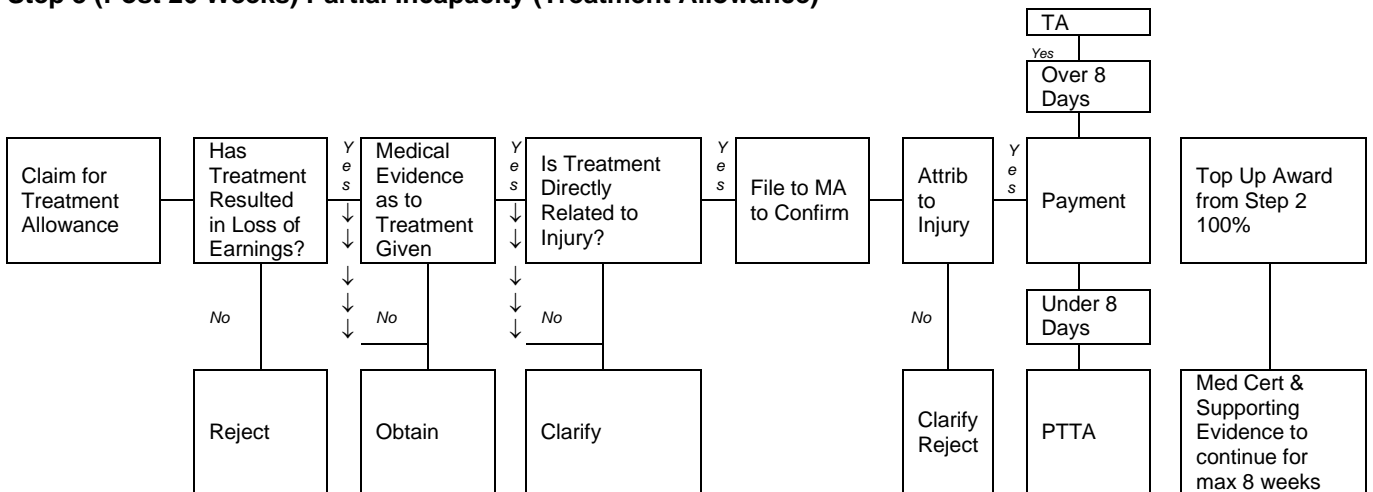 Step (Post Weeks) Partial Incapacity (Treatment Allowance)
TA
Yes
Over 8
Days
Claim for
Treatment
Allowance
Has
Treatment
Resulted
in Loss of
Earnings?
Y
e
s
↓
↓
↓
↓
↓
Medical
Evidence
as to
Treatment
Given
Y
e
s
↓
↓
↓
↓
↓
Is Treatment
Directly
Related to
Injury?
Y
e
s
File to MA
to Confirm
Attrib
to
Injury
Y
e
s
Payment
Top Up Award
from Step 2
100%
No
No
No
No
Under 8
Days
Reject
Obtain
Clarify
Clarify
Reject
PTTA
Med Cert &
Supporting
Evidence to
continue for
max 8 weeks